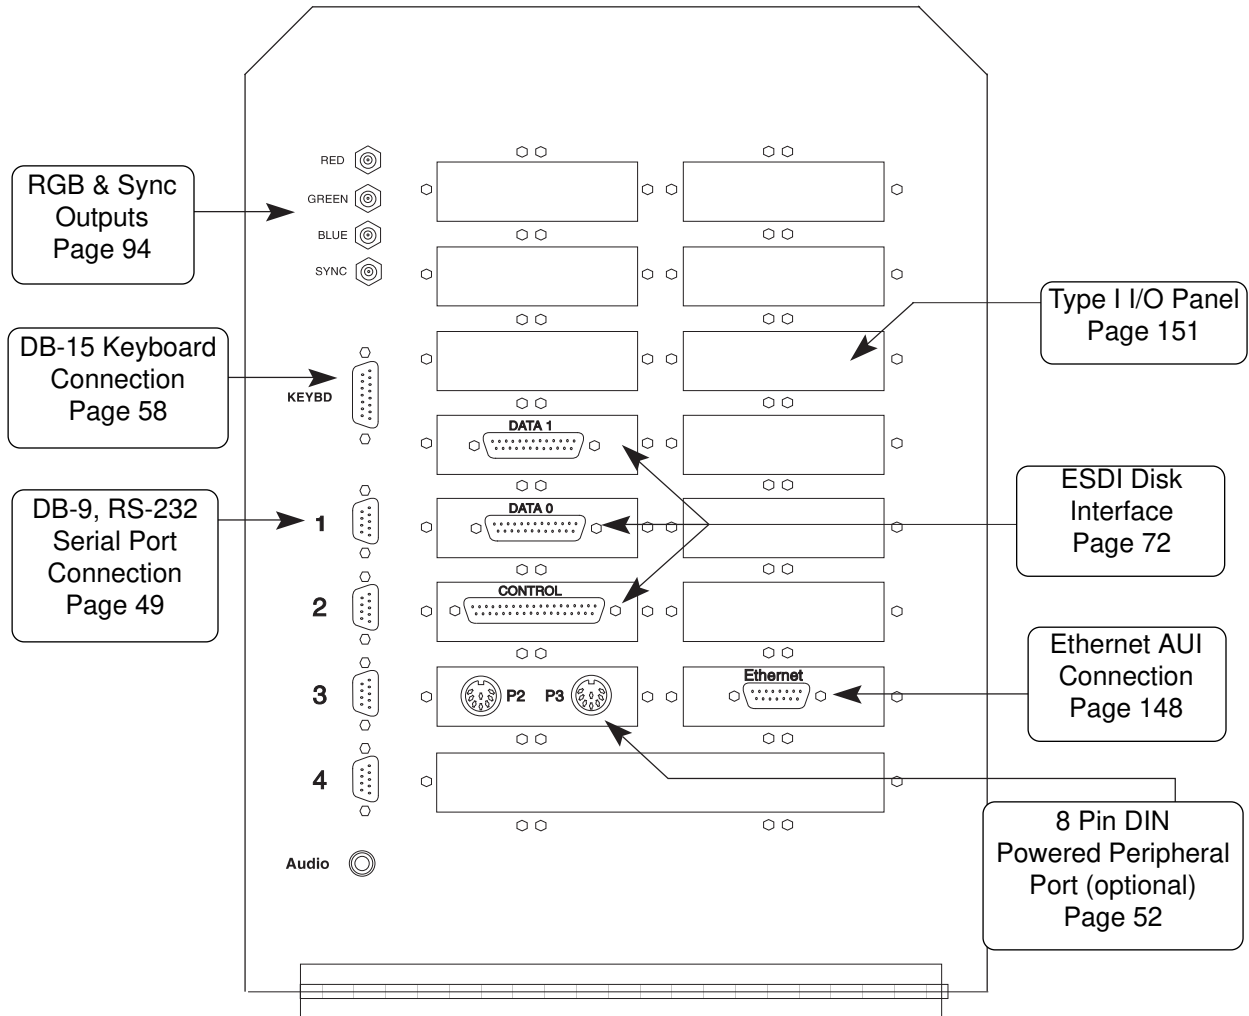 RGB & Sync
Outputs
Page 94
DB-15 Keyboard
Connection
Page 58
DB-9, RS-232
Serial Port
Connection
Page 49
RED
GREEN
BLUE
SYNC
KEYBD
1
2
3
4
Audio
DATA 1
DATA 0
CONTROL
P2
P3
Ethernet
Type I I/O Panel
Page 151
ESDI Disk
Interface
Page 72
Ethernet AUI
Connection
Page 148
8 Pin DIN
Powered Peripheral
Port (optional)
Page 52